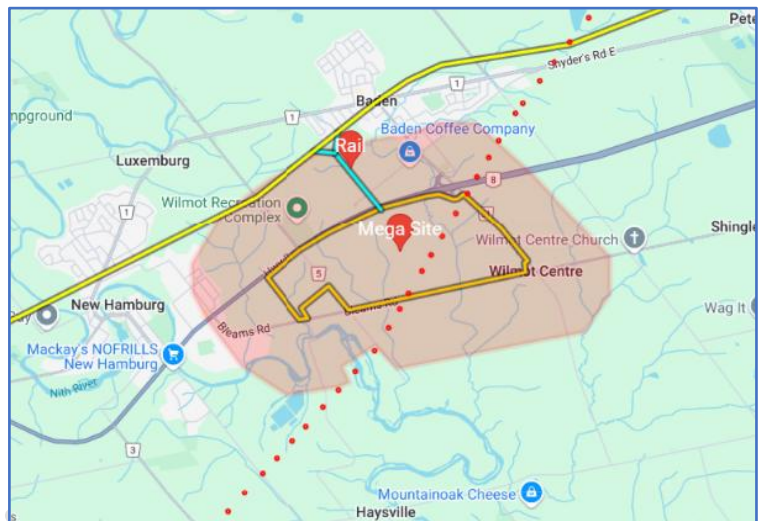 Pete
Snyder's Rd E
1
Baden
mpground
1
Baden Coffee Company
Rai
Luxemburg
8
1
Wilmot Recreation
Complex
Mega Site
Shingle
Wilmot Centre Church
5
Wilmot Centre
New Hamburg
Bleams Rd
Bleams Rd
Wag It
Mackay's NOFRILLS
New Hamburg
Nith River
3
Mountainoak Cheese
Haysville